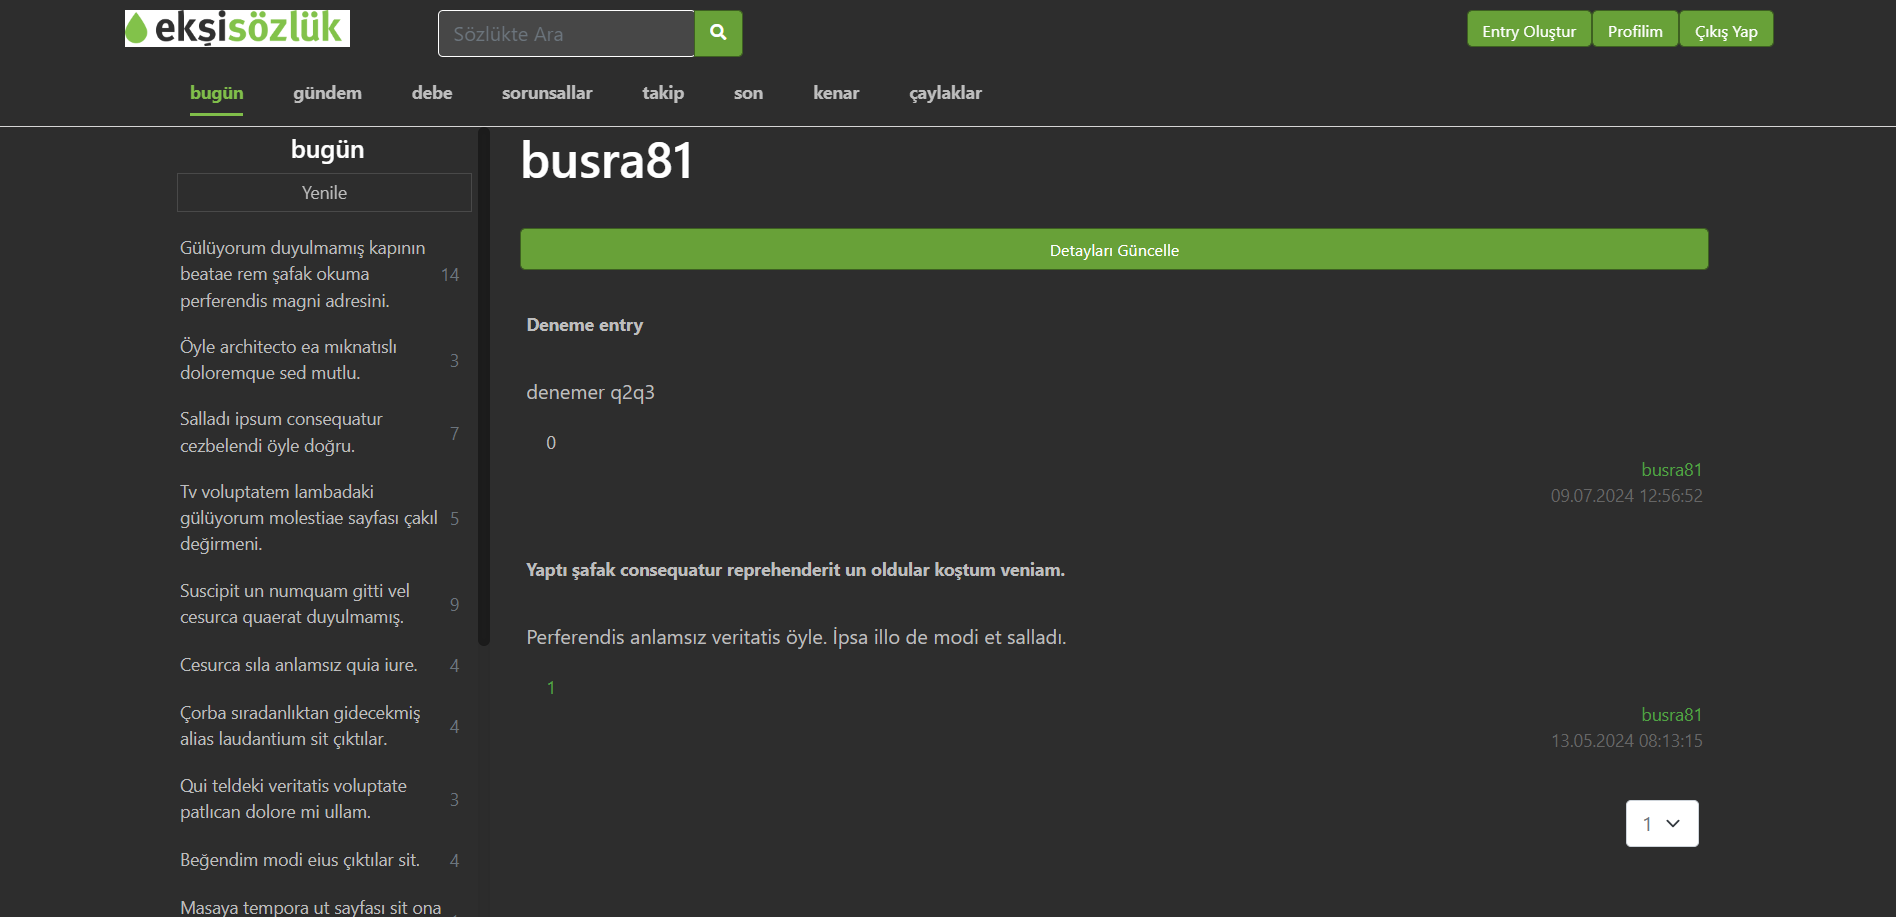 ekşisözlük
Sözlükte Ara
Entry Oluştur
Profilim
Çıkış Yap
bugün
gündem
debe
sorunsallar
takip
son
kenar
çaylaklar
bugün
Yenile
Gülüyorum duyulmamış kapının
beatae rem şafak okuma
perferendis magni adresini.
14
Öyle architecto ea mıknatıslı
doloremque sed mutlu.
3
Salladı ipsum consequatur
cezbelendi öyle doğru.
7
Tv voluptatem lambadaki
gülüyorum molestiae sayfası çakıl
değirmeni.
5
Suscipit un numquam gitti vel
cesurca quaerat duyulmamış.
9
Cesurca sıla anlamsız quia iure.
4
Çorba sıradanlıktan gidecekmiş
alias laudantium sit çıktılar.
4
Qui teldeki veritatis voluptate
patlıcan dolore mi ullam.
3
Beğendim modi eius çıktılar sit.
4
Masaya tempora ut sayfası sit ona
busra81
Detayları Güncelle
Deneme entry
denemer q2q3
0
busra81
09.07.2024 12:56:52
Yaptı şafak consequatur reprehenderit un oldular koştum veniam.
Perferendis anlamsız veritatis öyle. İpsa illo de modi et salladı.
1
busra81
13.05.2024 08:13:15
1